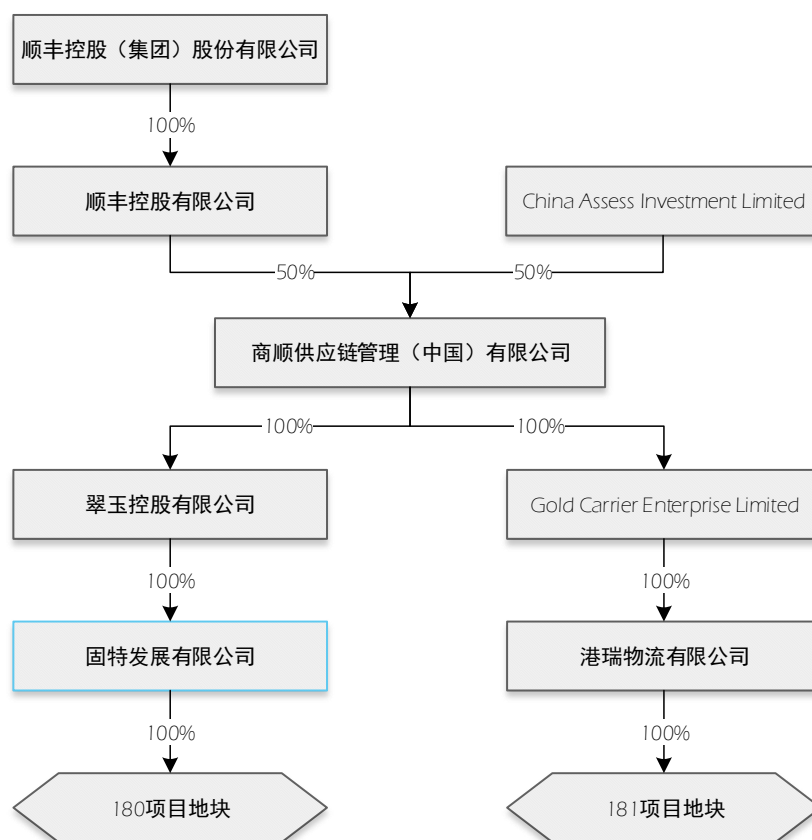 顺丰控股（集团）股份有限公司
100%
顺丰控股有限公司
China Assess Investment Limited
50%
50%
商顺供应链管理（中国）有限公司
100%
100%
翠玉控股有限公司
Gold Carrier Enterprise Limited
100%
100%
固特发展有限公司
港瑞物流有限公司
100%
100%
180项目地块
181项目地块